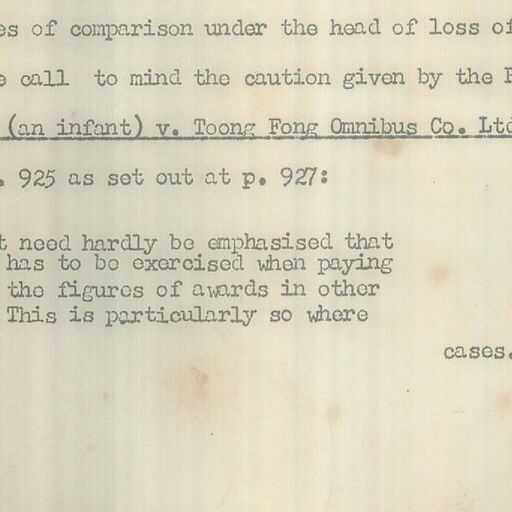 es of comparison under the head of loss of
e call to mind the caution given by the P
(an infant) v. Toong Fong Omnibus Co. Ltd
. 925 as set out at p. 927:
t need hardly be emphasised that
has to be exercised when paying
the figures of awards in other
This is particularly so where
cases.